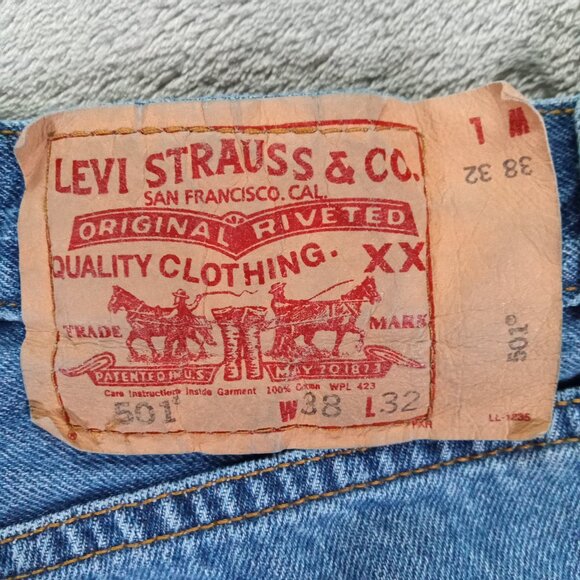 LEVI STRAUSS & CO.
SAN FRANCISCO. CAL.
ORIGINAL RIVETED
QUALITY CLOTHING. XX
TRADE MARK
PATENTED IN U.S. MAY 20 1873
Care Instructions Inside Garment 100% Cotton WPL 423
501® W38 L32
38 32
501®